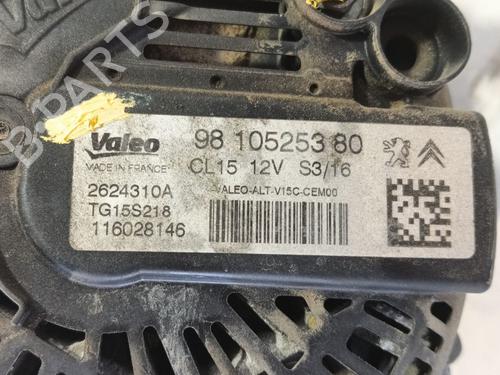 Valeo
98 105253 80
MADE IN FRANCE
CL15 12V S3/16
2624310A
VALEO-ALT-V15C-CEM00
TG15S218
116028146
B-PARTS